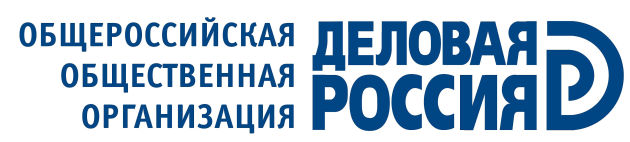 ОБЩЕРОССИЙСКАЯ
ОБЩЕСТВЕННАЯ
ОРГАНИЗАЦИЯ
ДЕЛОВАЯ
РОССИЯ